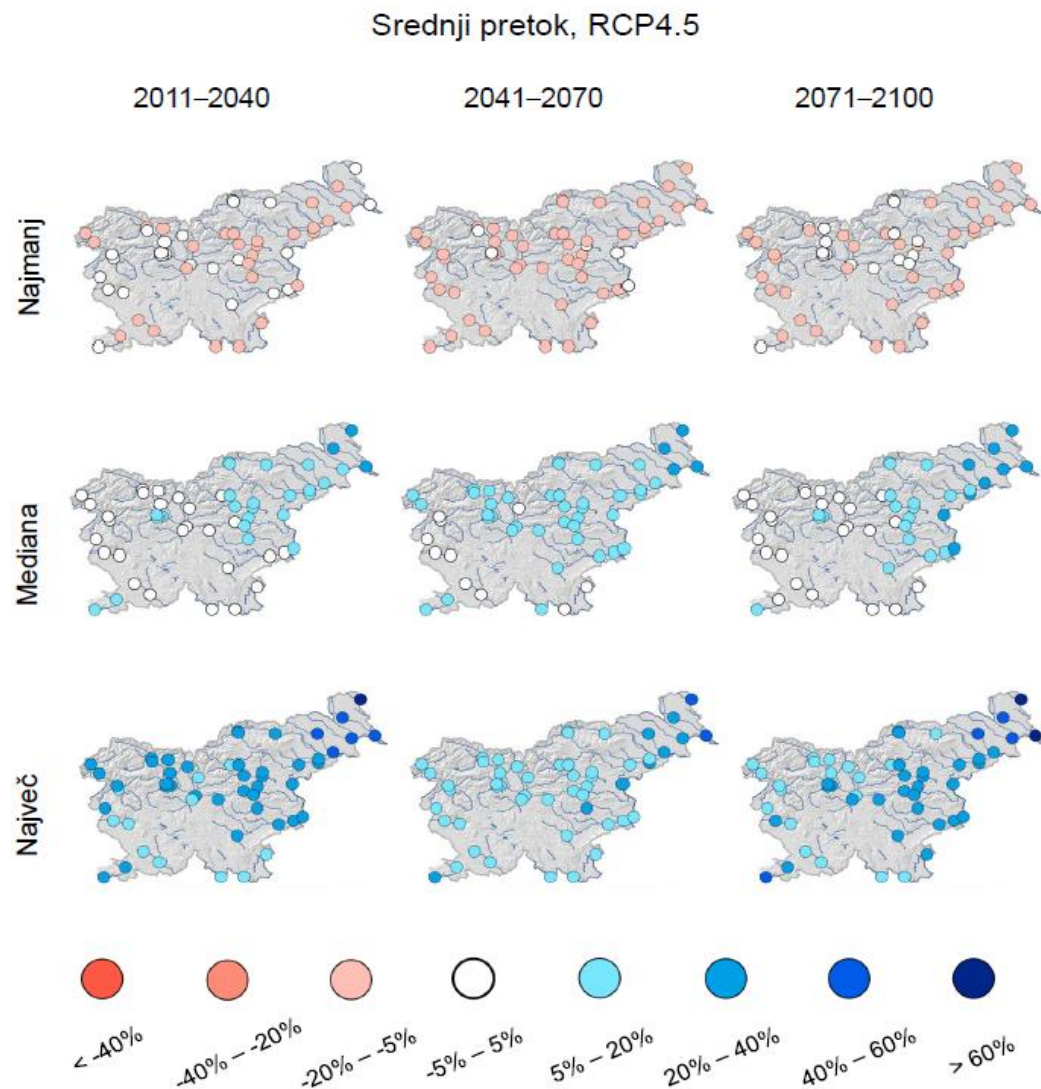 Srednji pretok, RCP4.5
2011–2040
2041–2070
2071–2100
Najmanj
Mediana
Največ
< -40%
-40% – -20%
-20% – -5%
-5% – 5%
5% – 20%
20% – 40%
40% – 60%
> 60%